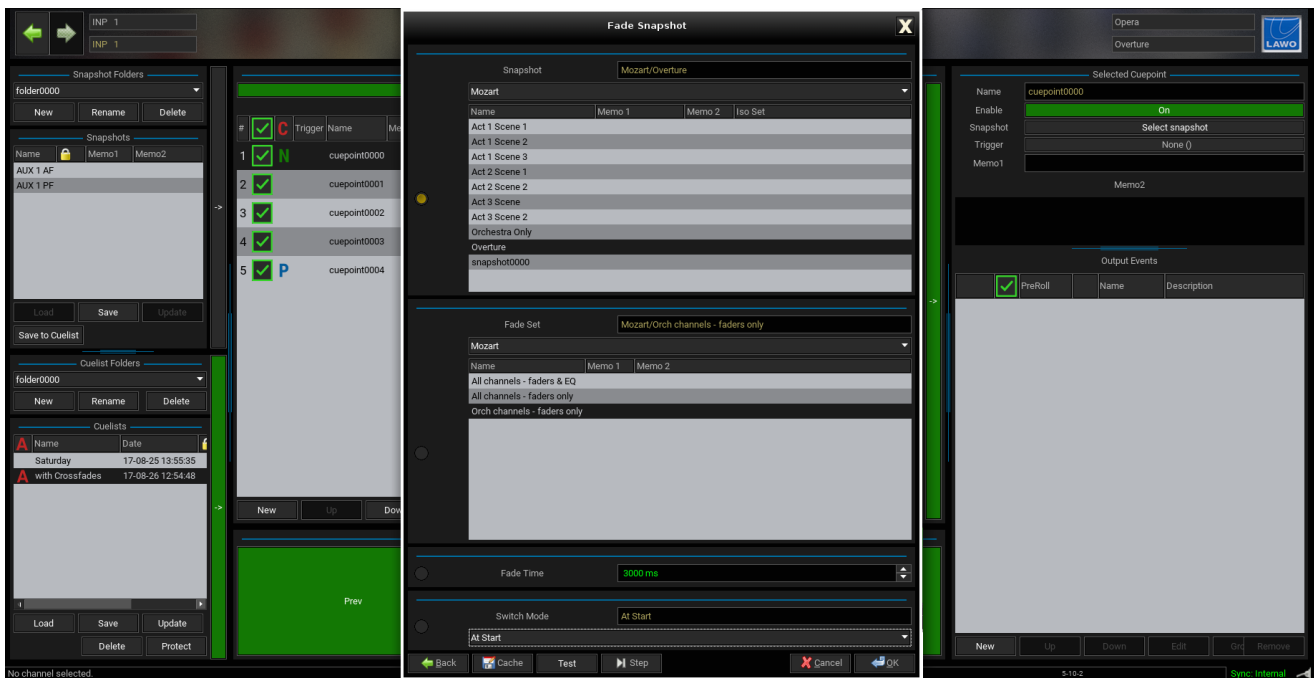 INP 1
INP 1
Opera
Overture
LAWO
Snapshot Folders
folder0000
New Rename Delete
Snapshots
Name Memo1 Memo2
AUX 1 AF
AUX 1 PF
->
Load Save Update
Save to Cuelist
Cuelist Folders
folder0000
New Rename Delete
Cuelists
A Name Date
Saturday 17-08-25 13:55:35
A with Crossfades 17-08-26 12:54:48
->
Load Save Update
Delete Protect
No channel selected.
# C Trigger Name Me
1 N cuepoint0000
2 cuepoint0001
3 cuepoint0002
4 cuepoint0003
5 P cuepoint0004
New Up Dow
Prev
Fade Snapshot
X
Snapshot Mozart/Overture
Mozart
Name Memo 1 Memo 2 Iso Set
Act 1 Scene 1
Act 1 Scene 2
Act 1 Scene 3
Act 2 Scene 1
Act 2 Scene 2
Act 3 Scene
Act 3 Scene 2
Orchestra Only
Overture
snapshot0000
Fade Set Mozart/Orch channels - faders only
Mozart
Name Memo 1 Memo 2
All channels - faders & EQ
All channels - faders only
Orch channels - faders only
Fade Time 3000 ms
Switch Mode At Start
At Start
Back Cache Test Step Cancel OK
->
Selected Cuepoint
Name cuepoint0000
Enable On
Snapshot Select snapshot
Trigger None ()
Memo1
Memo2
Output Events
PreRoll Name Description
New Up Down Edit Gro Remove
5-10-2
Sync: Internal